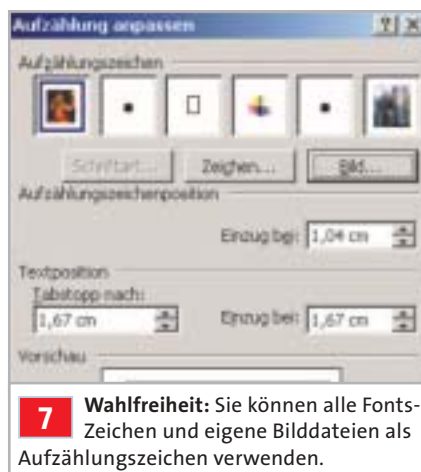 Aufzählung anpassen
Aufzählungszeichen
Schriftart... Zeichen... Bild...
Aufzählungszeichenposition
Einzug bei: 1,04 cm
Textposition
Tabstopp nach:
1,67 cm Einzug bei: 1,67 cm
Vorschau
7 Wahlfreiheit: Sie können alle Fonts-
Zeichen und eigene Bilddateien als
Aufzählungszeichen verwenden.